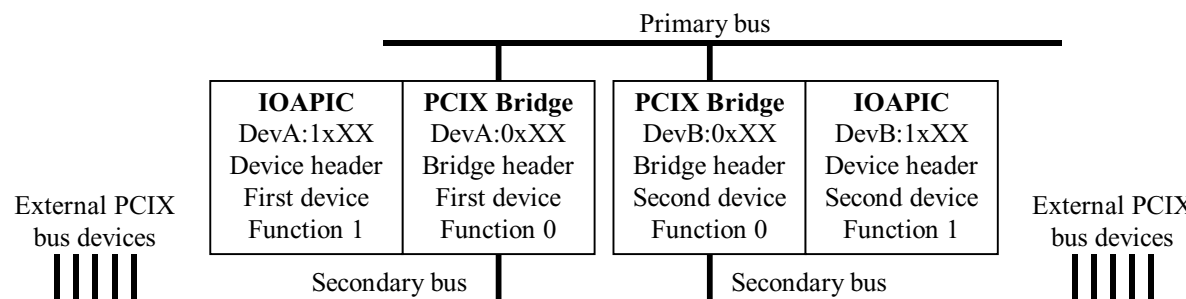 Primary bus
IOAPIC
DevA:1xXX
Device header
First device
Function 1
PCIX Bridge
DevA:0xXX
Bridge header
First device
Function 0
PCIX Bridge
DevB:0xXX
Bridge header
Second device
Function 0
IOAPIC
DevB:1xXX
Device header
Second device
Function 1
External PCIX
bus devices
External PCIX
bus devices
Secondary bus
Secondary bus